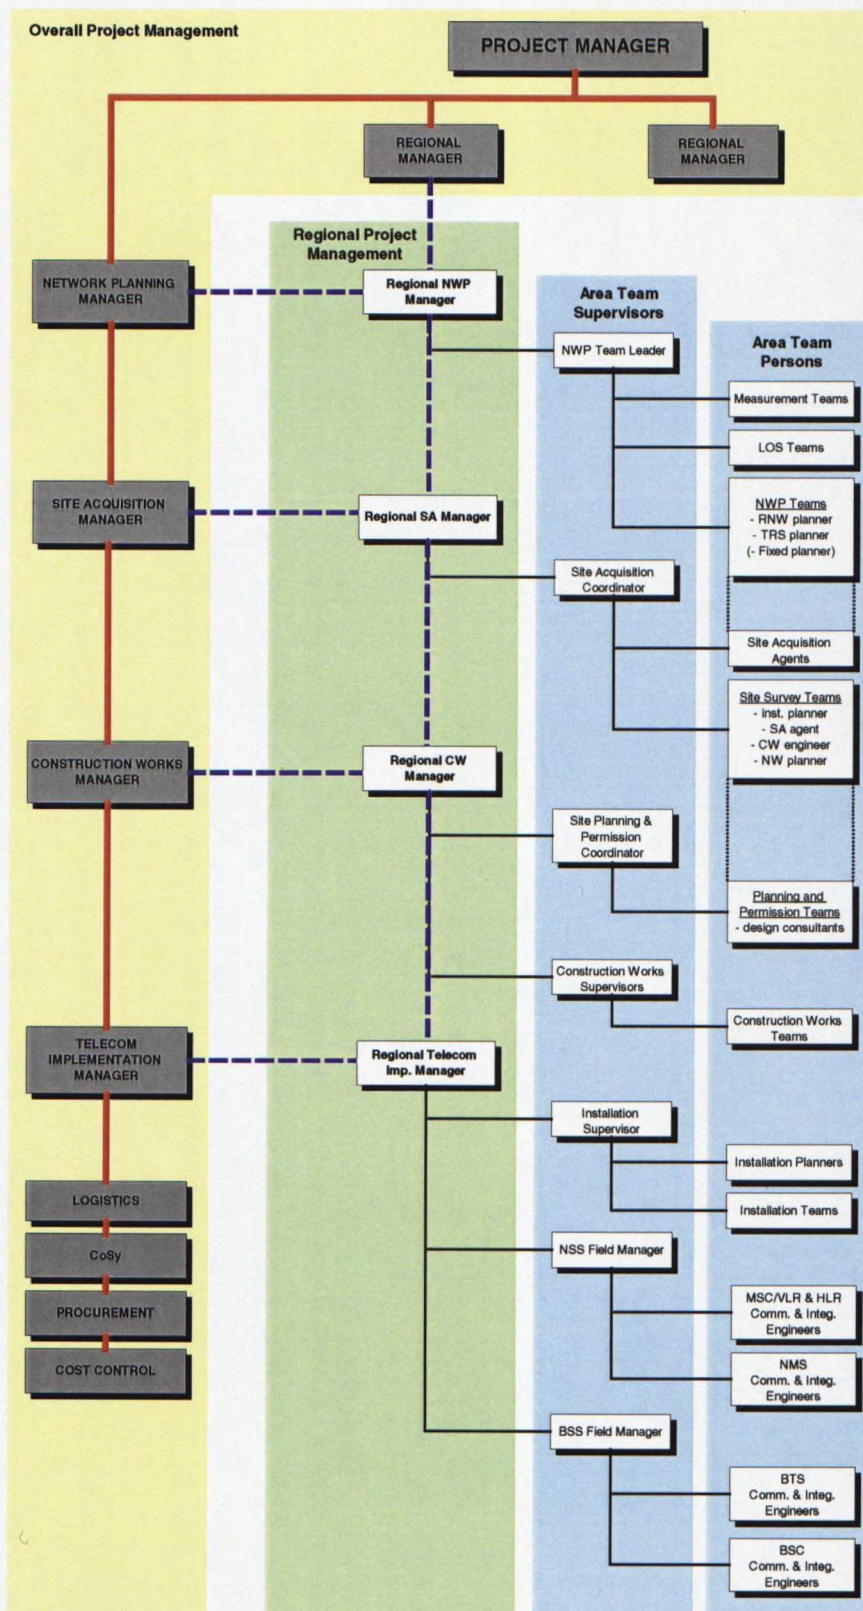 Overall Project Management
PROJECT MANAGER
REGIONAL
MANAGER
REGIONAL
MANAGER
Regional Project
Management
NETWORK PLANNING
MANAGER
Regional NWP
Manager
Area Team
Supervisors
NWP Team Leader
Area Team
Persons
Measurement Teams
LOS Teams
NWP Teams
- RNW planner
- TRS planner
(- Fixed planner)
SITE ACQUISITION
MANAGER
Regional SA Manager
Site Acquisition
Coordinator
Site Acquisition
Agents
Site Survey Teams
- inst. planner
- SA agent
- CW engineer
- NW planner
CONSTRUCTION WORKS
MANAGER
Regional CW
Manager
Site Planning &
Permission
Coordinator
Planning and
Permission Teams
- design consultants
Construction Works
Supervisors
Construction Works
Teams
TELECOM
IMPLEMENTATION
MANAGER
Regional Telecom
Imp. Manager
Installation
Supervisor
Installation Planners
Installation Teams
LOGISTICS
CoSy
PROCUREMENT
COST CONTROL
NSS Field Manager
MSC/VLR & HLR
Comm. & Integ.
Engineers
NMS
Comm. & Integ.
Engineers
BSS Field Manager
BTS
Comm. & Integ.
Engineers
BSC
Comm. & Integ.
Engineers